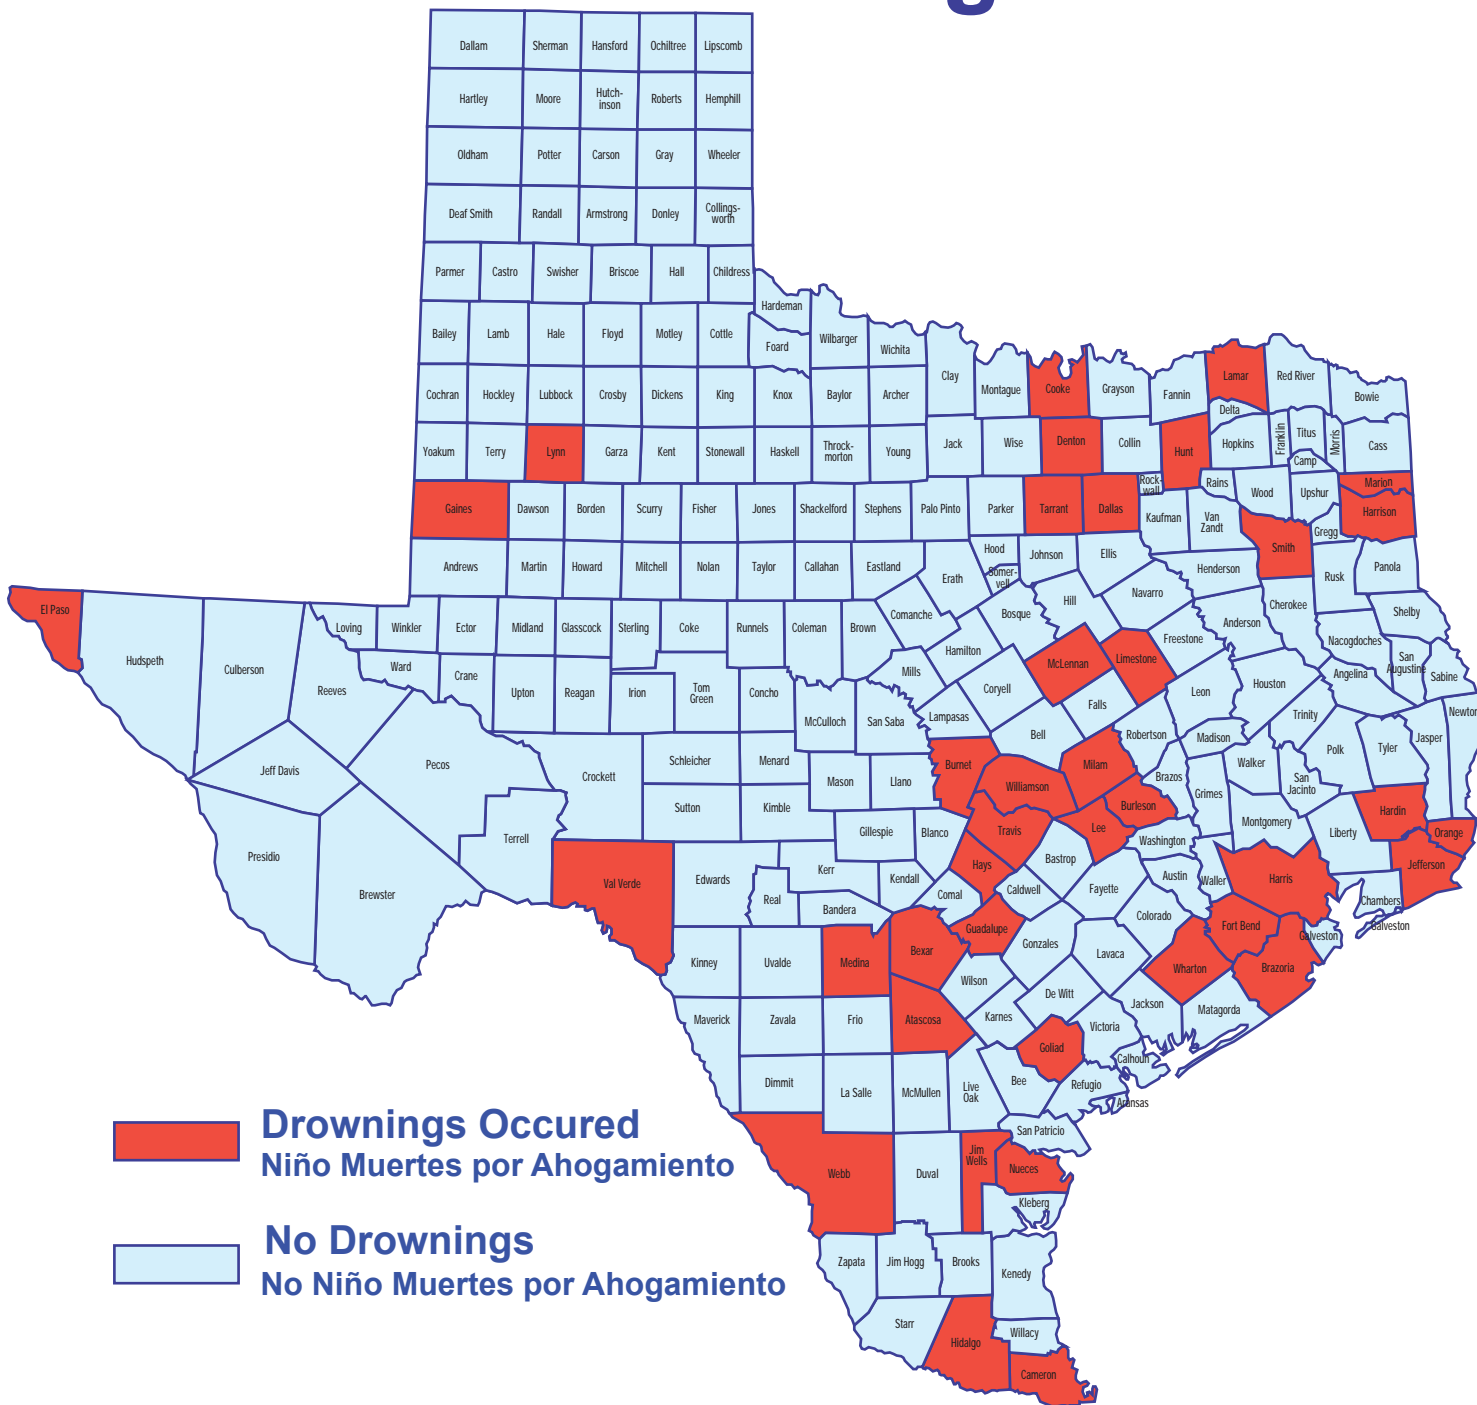 Dallam Sherman Hansford Ochiltree Lipscomb
Hartley Moore Hutch-
inson Roberts Hemphill
Oldham Potter Carson Gray Wheeler
Deaf Smith Randall Armstrong Donley Collings-
worth
Parmer Castro Swisher Briscoe Hall Childress
Hardeman
Bailey Lamb Hale Floyd Motley Cottle Foard Wilbarger Wichita
Cochran Hockley Lubbock Crosby Dickens King Knox Baylor Archer Clay Montague Cooke Grayson Fannin Lamar Red River Bowie
Delta
Yoakum Terry Lynn Garza Kent Stonewall Haskell Throck-
morton Young Jack Wise Denton Collin Hunt Hopkins Franklin Titus Morris Cass
Camp
Gaines Dawson Borden Scurry Fisher Jones Shackelford Stephens Palo Pinto Parker Tarrant Dallas Rock-
wall Rains Wood Upshur Marion
Harrison
Kaufman Van
Zandt Smith Gregg
Andrews Martin Howard Mitchell Nolan Taylor Callahan Eastland Erath Hood Johnson Ellis Henderson Rusk Panola
Somer-
vell
El Paso Hudspeth Culberson Reeves Loving Winkler Ector Midland Glasscock Sterling Coke Runnels Coleman Brown Comanche Bosque Hill Navarro Anderson Cherokee Shelby
Ward Crane Upton Reagan Irion Tom
Green Concho Mills Hamilton McLennan Limestone Freestone Nacogdoches San
Augustine Sabine
McCulloch San Saba Lampasas Coryell Falls Leon Houston Angelina Newton
Jeff Davis Pecos Crockett Schleicher Menard Bell Robertson Madison Trinity Polk Tyler Jasper
Sutton Kimble Mason Llano Burnet Williamson Milam Brazos Grimes Walker San
Jacinto
Presidio Brewster Terrell Gillespie Blanco Travis Lee Burleson Washington Montgomery Liberty Hardin Orange
Val Verde Edwards Kerr Kendall Hays Bastrop Austin Waller Harris Jefferson
Real Bandera Comal Caldwell Fayette Colorado Chambers
Kinney Uvalde Medina Bexar Guadalupe Gonzales Lavaca Fort Bend Galveston Galveston
Wilson De Witt Wharton Brazoria
Maverick Zavala Frio Atascosa Karnes Victoria Jackson Matagorda
Goliad Calhoun
Dimmit La Salle McMullen Live
Oak Bee Refugio Aransas
San Patricio
Webb Duval Jim
Wells Nueces
Kleberg
Zapata Jim Hogg Brooks Kenedy
Starr Hidalgo Willacy
Cameron
Drownings Occured
Niño Muertes por Ahogamiento
No Drownings
No Niño Muertes por Ahogamiento